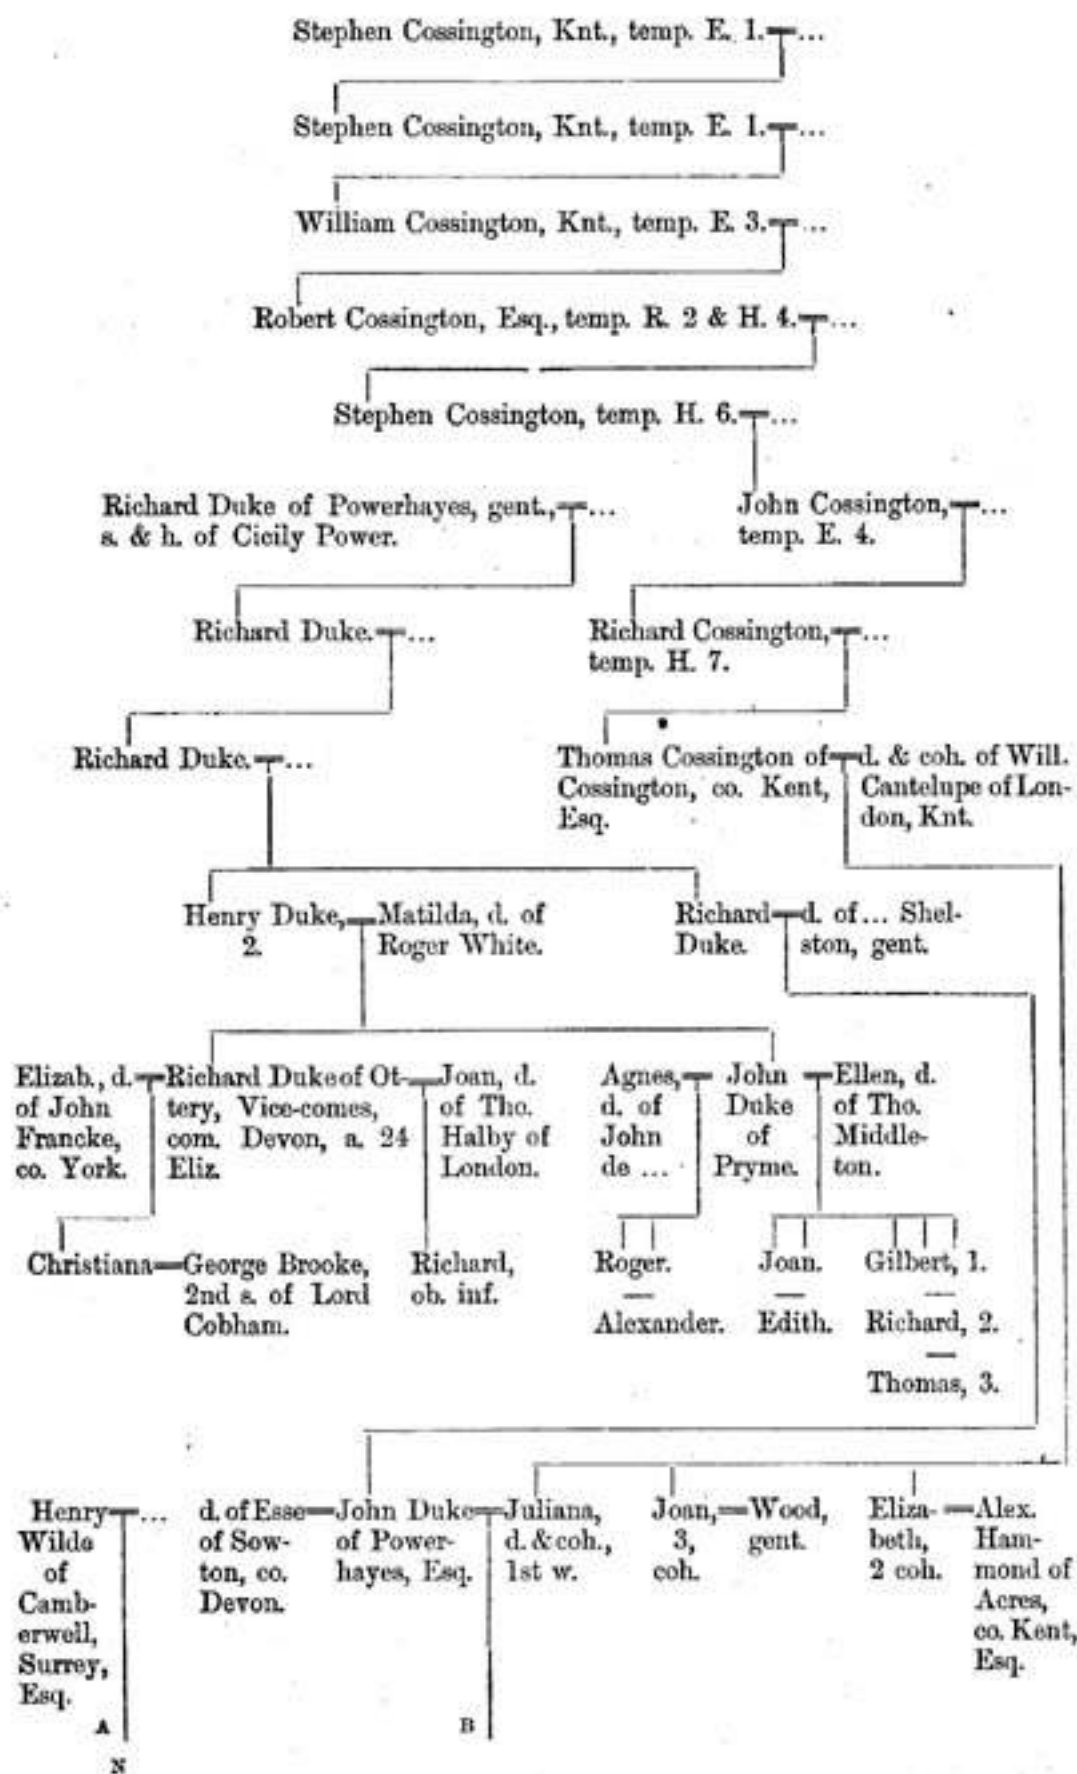 Stephen Cossington, Knt., temp. E. 1. ...
Stephen Cossington, Knt., temp. E. 1. ...
William Cossington, Knt., temp. E. 3. ...
Robert Cossington, Esq., temp. R. 2 & H. 4. ...
Stephen Cossington, temp. H. 6. ...
Richard Duke of Powerhayes, gent., ...
s. & h. of Cicily Power.
John Cossington, ...
temp. E. 4.
Richard Duke. ...
Richard Cossington, ...
temp. H. 7.
Richard Duke. ...
Thomas Cossington of
Cossington, co. Kent,
Esq.
d. & coh. of Will.
Cantelupe of Lon-
don, Knt.
Henry Duke,
2.
Matilda, d. of
Roger White.
Richard
Duke.
d. of ... Shel-
ston, gent.
Elizab., d.
of John
Francke,
co. York.
Richard Duke of Ot-
tery, Vice-comes,
com. Devon, a. 24
Eliz.
Joan, d.
of Tho.
Halby of
London.
Agnes,
d. of
John
de ...
John
Duke
of
Pryme.
Ellen, d.
of Tho.
Middle-
ton.
Christiana
George Brooke,
2nd s. of Lord
Cobham.
Richard,
ob. inf.
Roger.
Alexander.
Joan.
Edith.
Gilbert, 1.
Richard, 2.
Thomas, 3.
Henry ...
Wilde
of
Camb-
erwell,
Surrey,
Esq.
d. of Esse
of Sow-
ton, co.
Devon.
John Duke
of Power-
hayes, Esq.
Juliana,
d. & coh.,
1st w.
Joan,
3,
coh.
Wood,
gent.
Eliza-
beth,
2 coh.
Alex.
Ham-
mond of
Acres,
co. Kent,
Esq.
A
B
N